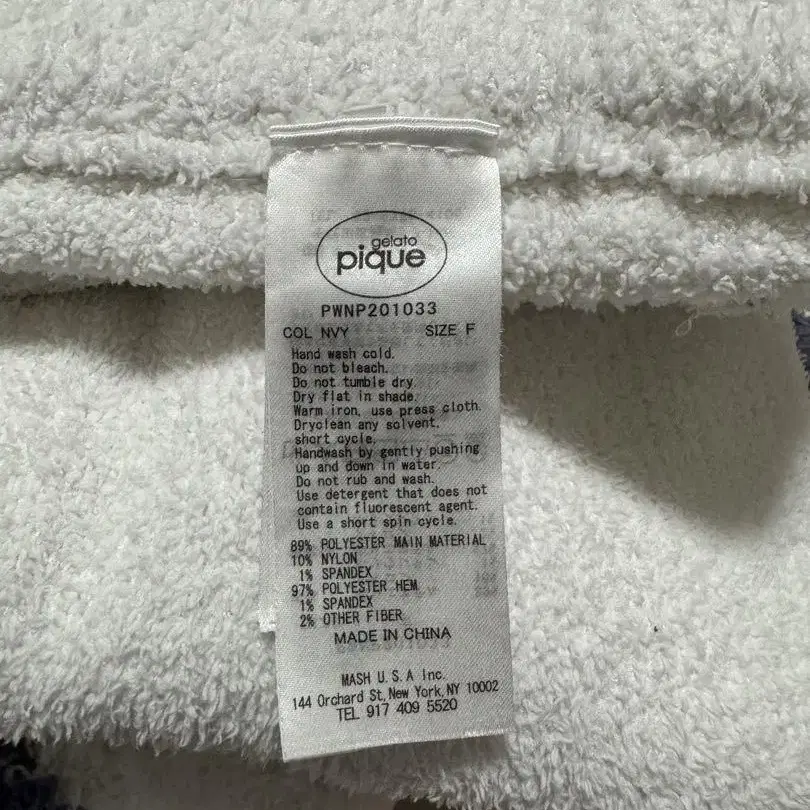 gelato
pique
PWNP201033
COL NVY SIZE F
Hand wash cold.
Do not bleach.
Do not tumble dry.
Dry flat in shade.
Warm iron, use press cloth.
Dryclean any solvent,
short cycle.
Handwash by gently pushing
up and down in water.
Do not rub and wash.
Use detergent that does not
contain fluorescent agent.
Use a short spin cycle.
89% POLYESTER MAIN MATERIAL
10% NYLON
1% SPANDEX
97% POLYESTER HEM
1% SPANDEX
2% OTHER FIBER
MADE IN CHINA
MASH U.S.A Inc.
144 Orchard St, New York, NY 10002
TEL 917 409 5520